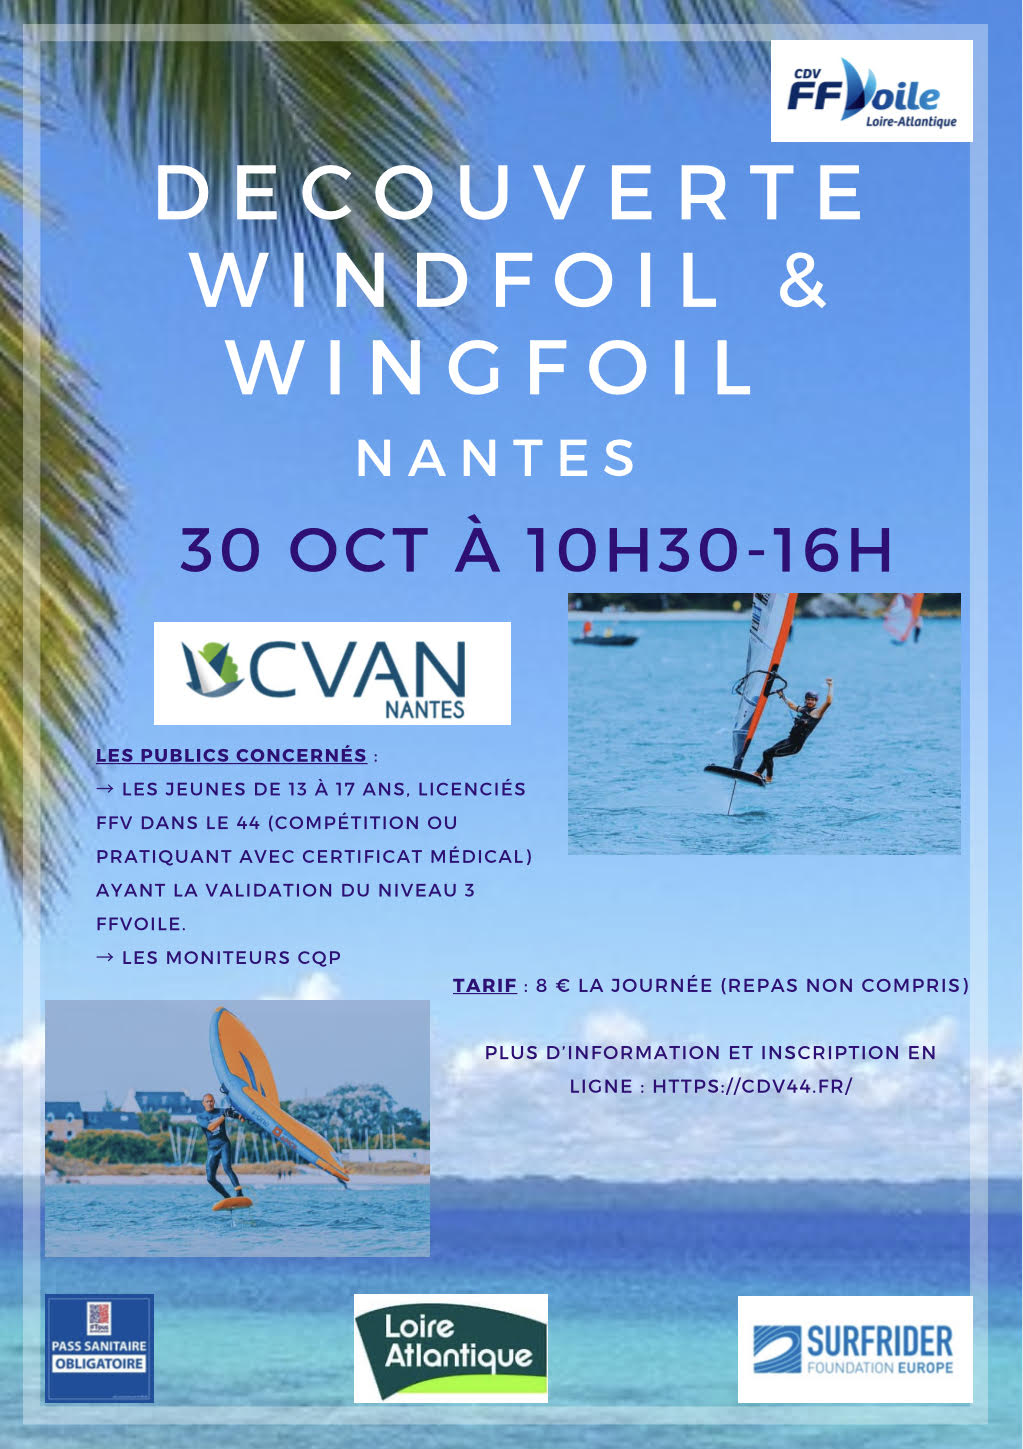 CDV
FFVoile
Loire-Atlantique
DECOUVERTE
WINDFOIL &
WINGFOIL
NANTES
30 OCT À 10H30-16H
CVAN
NANTES
LES PUBLICS CONCERNÉS :
→ LES JEUNES DE 13 À 17 ANS, LICENCIÉS
FFV DANS LE 44 (COMPÉTITION OU
PRATIQUANT AVEC CERTIFICAT MÉDICAL)
AYANT LA VALIDATION DU NIVEAU 3
FFVOILE.
→ LES MONITEURS CQP
TARIF : 8 € LA JOURNÉE (REPAS NON COMPRIS)
PLUS D'INFORMATION ET INSCRIPTION EN
LIGNE : HTTPS://CDV44.FR/
PASS SANITAIRE
OBLIGATOIRE
Loire
Atlantique
SURFRIDER
FOUNDATION EUROPE